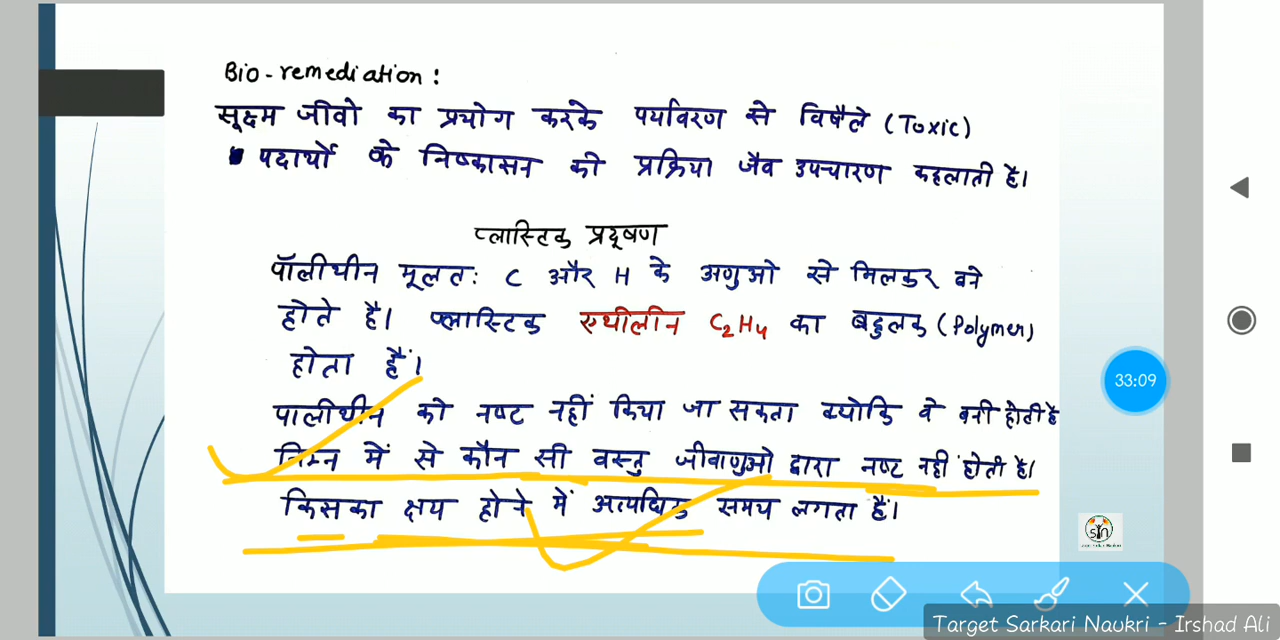 Bio-remediation:
सूक्ष्म जीवो का प्रयोग करके पर्यावरण से विषैले (Toxic)
पदार्थो के निष्कासन की प्रक्रिया जैव उपचारण कहलाती है।
प्लास्टिक प्रदूषण
पॉलीथीन मूलत: C और H के अणुओ से मिलकर बने
होते है। प्लास्टिक एथीलीन C₂H₄ का बहुलक (Polymer)
होता है।
पालीथीन को नष्ट नहीं किया जा सकता क्योकि वे बनी होती है
निम्न में से कौन सी वस्तु जीवाणुओ द्वारा नष्ट नही होती है।
किसका क्षय होने में अत्यधिक समय लगता है।
33:09
Target Sarkari Naukri - Irshad Ali